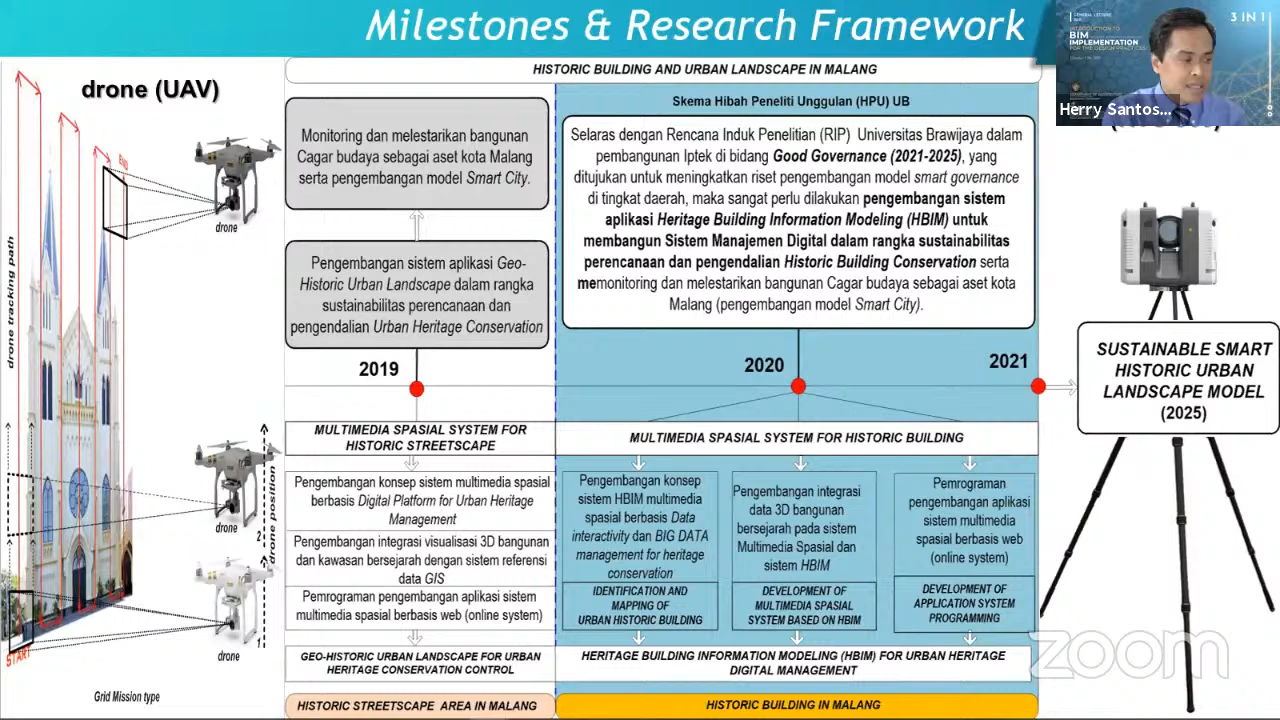 Milestones & Research Framework
3 IN 1
GENERAL LECTURE
INTRODUCTION TO
BIM
IMPLEMENTATION
FOR THE DESIGN PRACTICES
Herry Santos...
drone (UAV)
drone tracking path
END
drone
drone
2
drone position
drone
1
START
Grid Mission type
HISTORIC BUILDING AND URBAN LANDSCAPE IN MALANG
Monitoring dan melestarikan bangunan
Cagar budaya sebagai aset kota Malang
serta pengembangan model Smart City.
Pengembangan sistem aplikasi Geo-
Historic Urban Landscape dalam rangka
sustainabilitas perencanaan dan
pengendalian Urban Heritage Conservation
2019
Skema Hibah Peneliti Unggulan (HPU) UB
Selaras dengan Rencana Induk Penelitian (RIP) Universitas Brawijaya dalam
pembangunan Iptek di bidang Good Governance (2021-2025), yang
ditujukan untuk meningkatkan riset pengembangan model smart governance
di tingkat daerah, maka sangat perlu dilakukan pengembangan sistem
aplikasi Heritage Building Information Modeling (HBIM) untuk
membangun Sistem Manajemen Digital dalam rangka sustainabilitas
perencanaan dan pengendalian Historic Building Conservation serta
memonitoring dan melestarikan bangunan Cagar budaya sebagai aset kota
Malang (pengembangan model Smart City).
2020
2021
SUSTAINABLE SMART
HISTORIC URBAN
LANDSCAPE MODEL
(2025)
MULTIMEDIA SPASIAL SYSTEM FOR
HISTORIC STREETSCAPE
Pengembangan konsep sistem multimedia spasial
berbasis Digital Platform for Urban Heritage
Management
Pengembangan integrasi visualisasi 3D bangunan
dan kawasan bersejarah dengan sistem referensi
data GIS
Pemrograman pengembangan aplikasi sistem
multimedia spasial berbasis web (online system)
GEO-HISTORIC URBAN LANDSCAPE FOR URBAN
HERITAGE CONSERVATION CONTROL
HISTORIC STREETSCAPE AREA IN MALANG
MULTIMEDIA SPASIAL SYSTEM FOR HISTORIC BUILDING
Pengembangan konsep
sistem HBIM multimedia
spasial berbasis Data
interactivity dan BIG DATA
management for heritage
conservation
IDENTIFICATION AND
MAPPING OF
URBAN HISTORIC BUILDING
Pengembangan integrasi
data 3D bangunan
bersejarah pada sistem
Multimedia Spasial dan
sistem HBIM
DEVELOPMENT OF
MULTIMEDIA SPASIAL
SYSTEM BASED ON HBIM
Pemrograman
pengembangan aplikasi
sistem multimedia
spasial berbasis web
(online system)
DEVELOPMENT OF
APPLICATION SYSTEM
PROGRAMMING
HERITAGE BUILDING INFORMATION MODELING (HBIM) FOR URBAN HERITAGE
DIGITAL MANAGEMENT
HISTORIC BUILDING IN MALANG
zoom